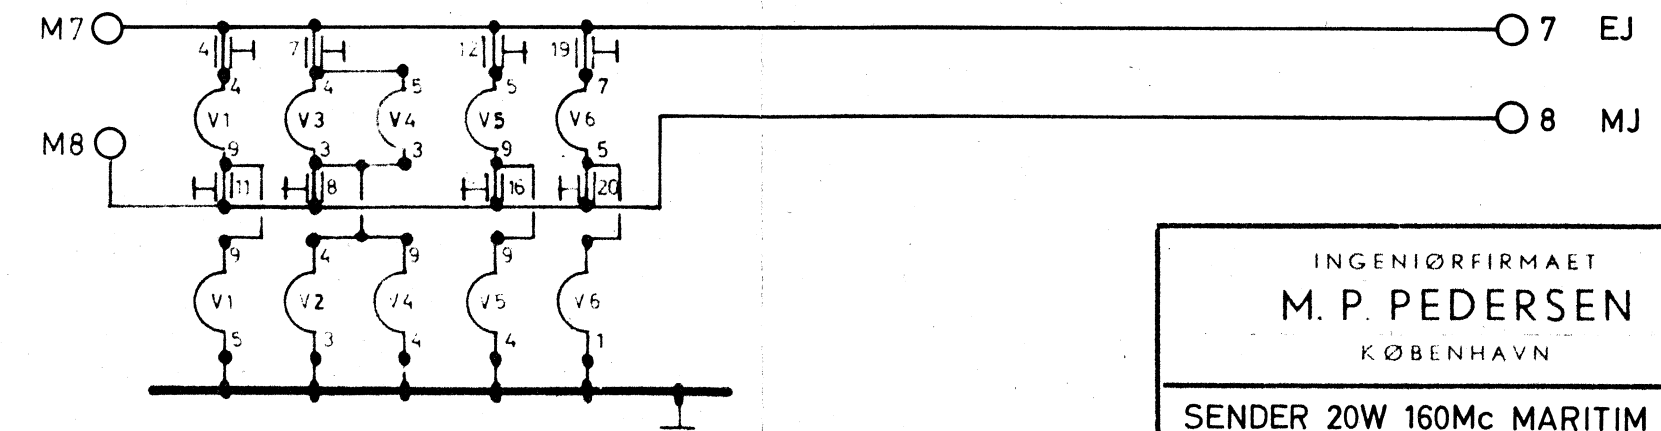 M7 7 EJ
4 7 12 19
4 4 5 5 7
V1 V3 V4 V5 V6
8 MJ
M8
9 3 3 9 5
11 8 16 20
9 4 9 9
V1 V2 V4 V5 V6
5 3 4 4 1
INGENIØRFIRMAET
M. P. PEDERSEN
KØBENHAVN
SENDER 20W 160Mc MARITIM